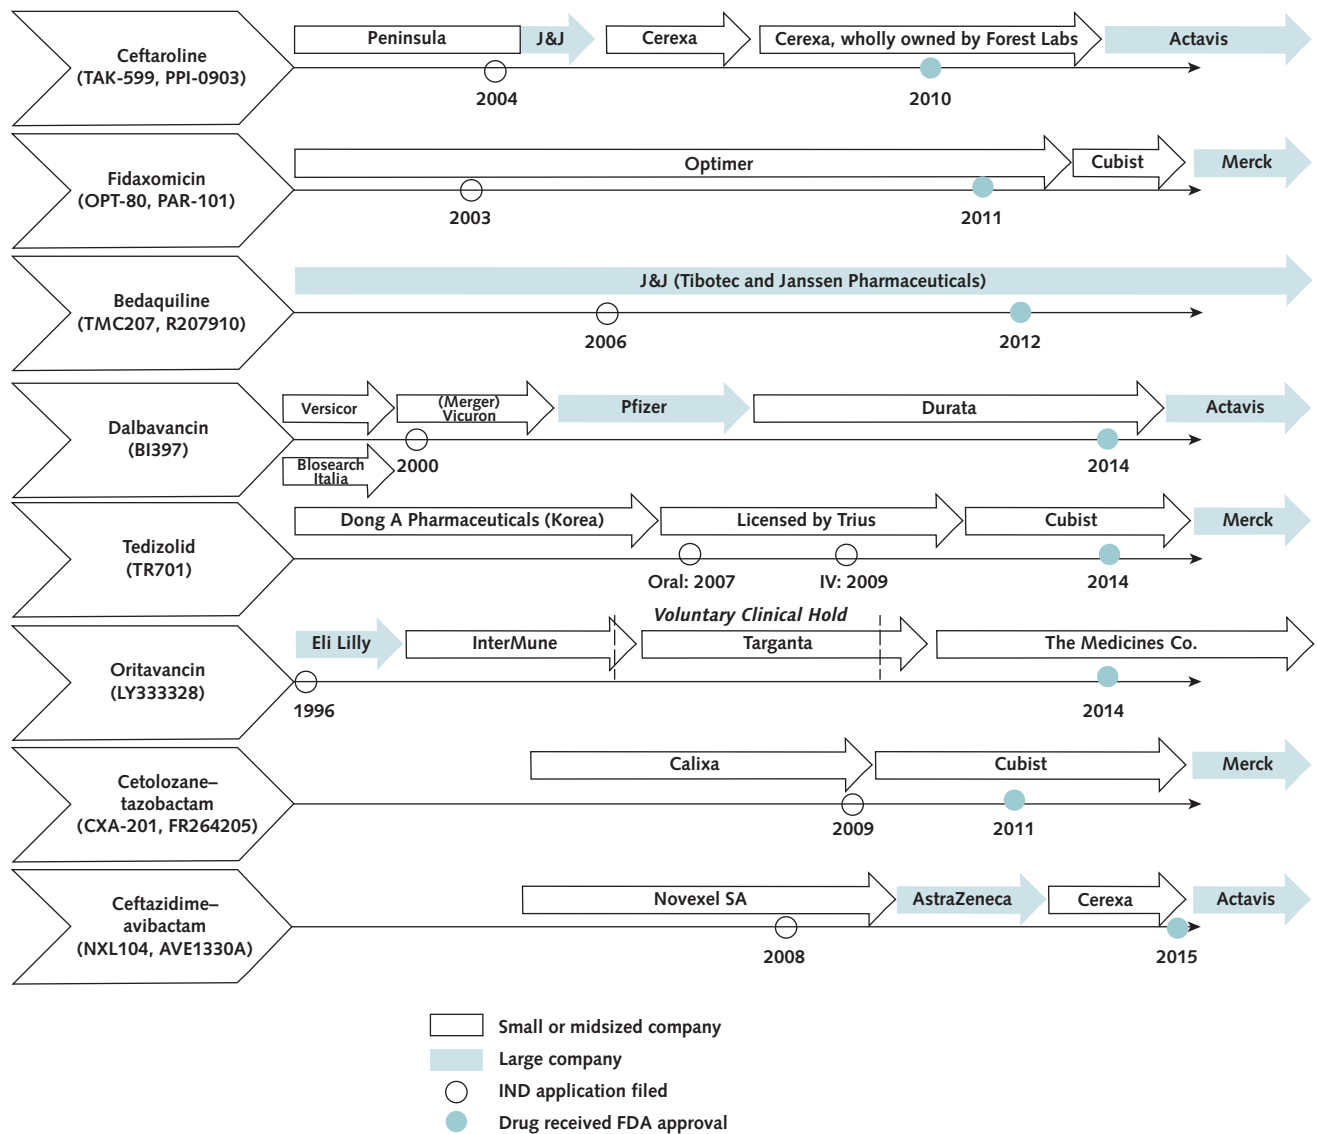 Peninsula
J&J
Cerexa
Cerexa, wholly owned by Forest Labs
Actavis
Ceftaroline
(TAK-599, PPI-0903)
2004
2010
Optimer
Cubist
Merck
Fidaxomicin
(OPT-80, PAR-101)
2003
2011
J&J (Tibotec and Janssen Pharmaceuticals)
Bedaquiline
(TMC207, R207910)
2006
2012
Versicor
(Merger)
Vicuron
Pfizer
Durata
Actavis
Dalbavancin
(BI397)
Blosearch
Italia
2000
2014
Dong A Pharmaceuticals (Korea)
Licensed by Trius
Cubist
Merck
Tedizolid
(TR701)
Oral: 2007
IV: 2009
2014
Voluntary Clinical Hold
Eli Lilly
InterMune
Targanta
The Medicines Co.
Oritavancin
(LY333328)
1996
2014
Calixa
Cubist
Merck
Cetolozane–
tazobactam
(CXA-201, FR264205)
2009
2011
Novexel SA
AstraZeneca
Cerexa
Actavis
Ceftazidime–
avibactam
(NXL104, AVE1330A)
2008
2015
Small or midsized company
Large company
IND application filed
Drug received FDA approval